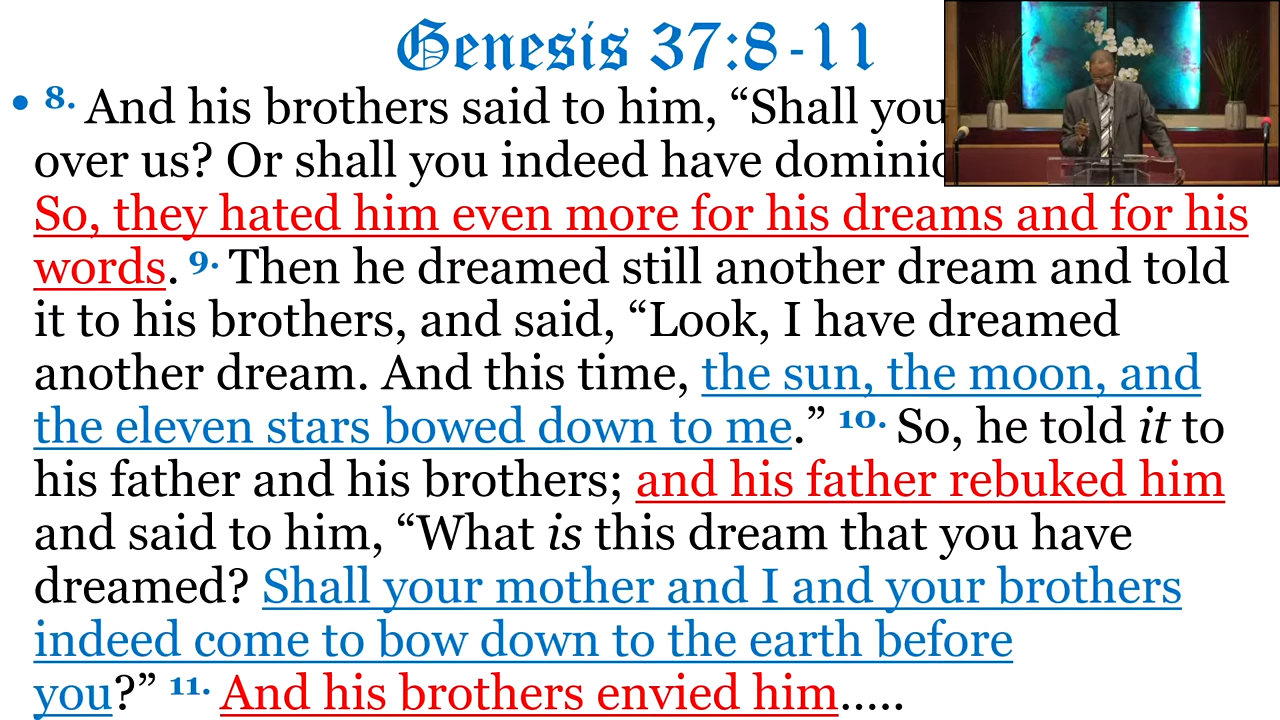 Genesis 37:8-11
• 8. And his brothers said to him, “Shall you
over us? Or shall you indeed have
So, they hated him even more for his dreams and for his
words. 9. Then he dreamed still another dream and told
it to his brothers, and said, “Look, I have dreamed
another dream. And this time, the sun, the moon, and
the eleven stars bowed down to me.” 10. So, he told it to
his father and his brothers; and his father rebuked him
and said to him, “What is this dream that you have
dreamed? Shall your mother and I and your brothers
indeed come to bow down to the earth before
you?” 11. And his brothers envied him.....